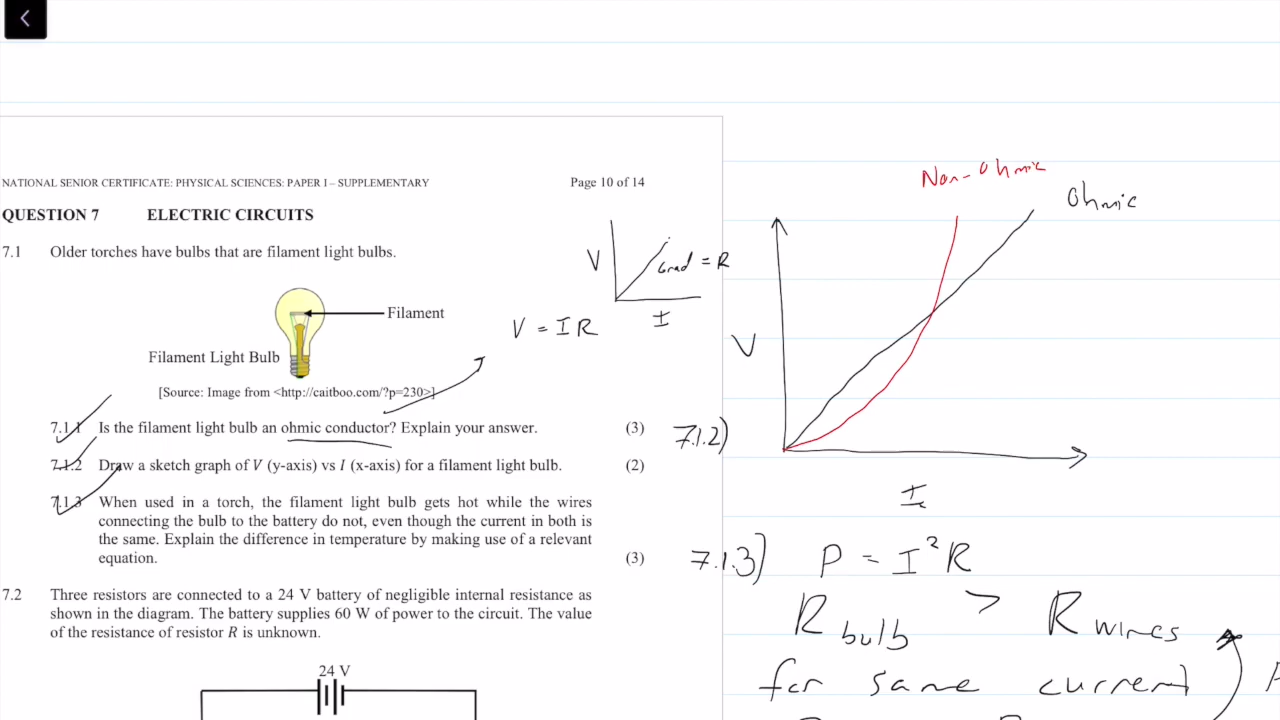 NATIONAL SENIOR CERTIFICATE: PHYSICAL SCIENCES: PAPER I – SUPPLEMENTARY Page 10 of 14
QUESTION 7 ELECTRIC CIRCUITS
7.1 Older torches have bulbs that are filament light bulbs.
Filament
Filament Light Bulb
[Source: Image from <http://caitboo.com/?p=230>]
7.1.1 Is the filament light bulb an ohmic conductor? Explain your answer. (3)
7.1.2 Draw a sketch graph of V (y-axis) vs I (x-axis) for a filament light bulb. (2)
7.1.3 When used in a torch, the filament light bulb gets hot while the wires
connecting the bulb to the battery do not, even though the current in both is
the same. Explain the difference in temperature by making use of a relevant
equation. (3)
7.2 Three resistors are connected to a 24 V battery of negligible internal resistance as
shown in the diagram. The battery supplies 60 W of power to the circuit. The value
of the resistance of resistor R is unknown.
24 V
V
Grad = R
I
V = IR
Non-Ohmic
Ohmic
V
7.1.2)
I
7.1.3) P = I²R
R bulb > R wires
for same current